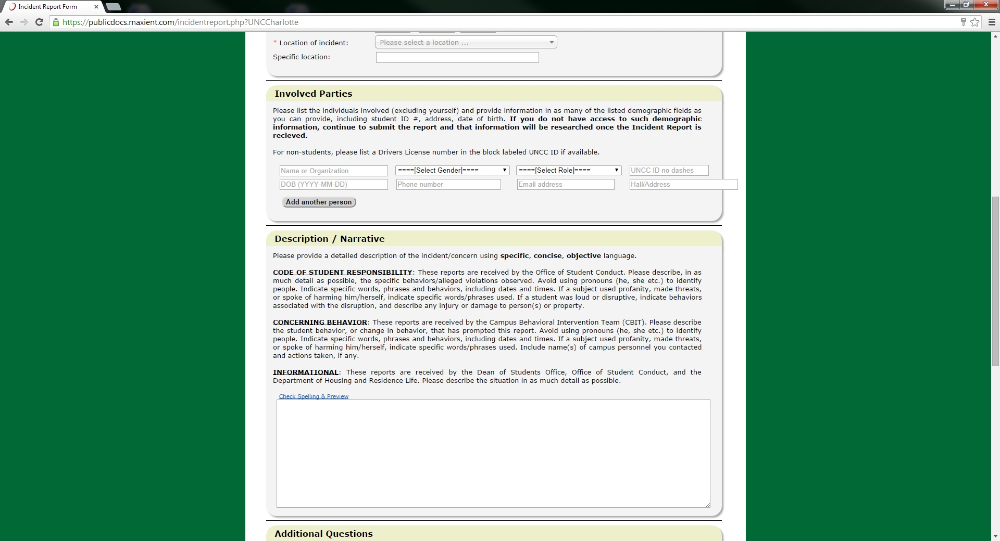 Incident Report Form
https://publicdocs.maxient.com/incidentreport.php?UNCCharlotte
* Location of incident: Please select a location ...
Specific location:
Involved Parties
Please list the individuals involved (excluding yourself) and provide information in as many of the listed demographic fields as
you can provide, including student ID #, address, date of birth. If you do not have access to such demographic
information, continue to submit the report and that information will be researched once the Incident Report is
recieved.
For non-students, please list a Drivers License number in the block labeled UNCC ID if available.
Name or Organization ====[Select Gender]==== ====[Select Role]==== UNCC ID no dashes
DOB (YYYY-MM-DD) Phone number Email address Hall/Address
Add another person
Description / Narrative
Please provide a detailed description of the incident/concern using specific, concise, objective language.
CODE OF STUDENT RESPONSIBILITY: These reports are received by the Office of Student Conduct. Please describe, in as
much detail as possible, the specific behaviors/alleged violations observed. Avoid using pronouns (he, she etc.) to identify
people. Indicate specific words, phrases and behaviors, including dates and times. If a subject used profanity, made threats,
or spoke of harming him/herself, indicate specific words/phrases used. If a student was loud or disruptive, indicate behaviors
associated with the disruption, and describe any injury or damage to person(s) or property.
CONCERNING BEHAVIOR: These reports are received by the Campus Behavioral Intervention Team (CBIT). Please describe
the student behavior, or change in behavior, that has prompted this report. Avoid using pronouns (he, she etc.) to identify
people. Indicate specific words, phrases and behaviors, including dates and times. If a subject used profanity, made threats,
or spoke of harming him/herself, indicate specific words/phrases used. Include name(s) of campus personnel you contacted
and actions taken, if any.
INFORMATIONAL: These reports are received by the Dean of Students Office, Office of Student Conduct, and the
Department of Housing and Residence Life. Please describe the situation in as much detail as possible.
Check Spelling & Preview
Additional Questions